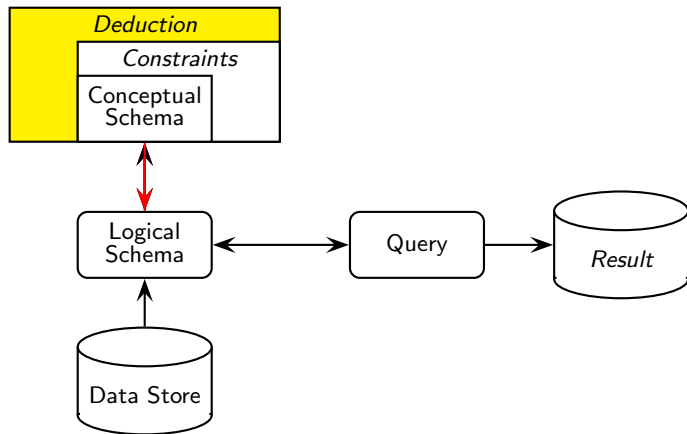 Deduction
Constraints
Conceptual
Schema
Logical
Schema
Query
Result
Data Store